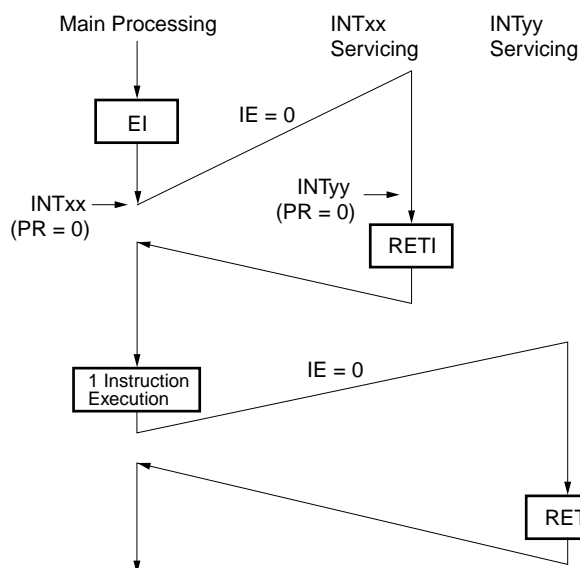 Main Processing
INTxx
Servicing
INTyy
Servicing
EI
IE = 0
INTxx
(PR = 0)
INTyy
(PR = 0)
RETI
1 Instruction
Execution
IE = 0
RET